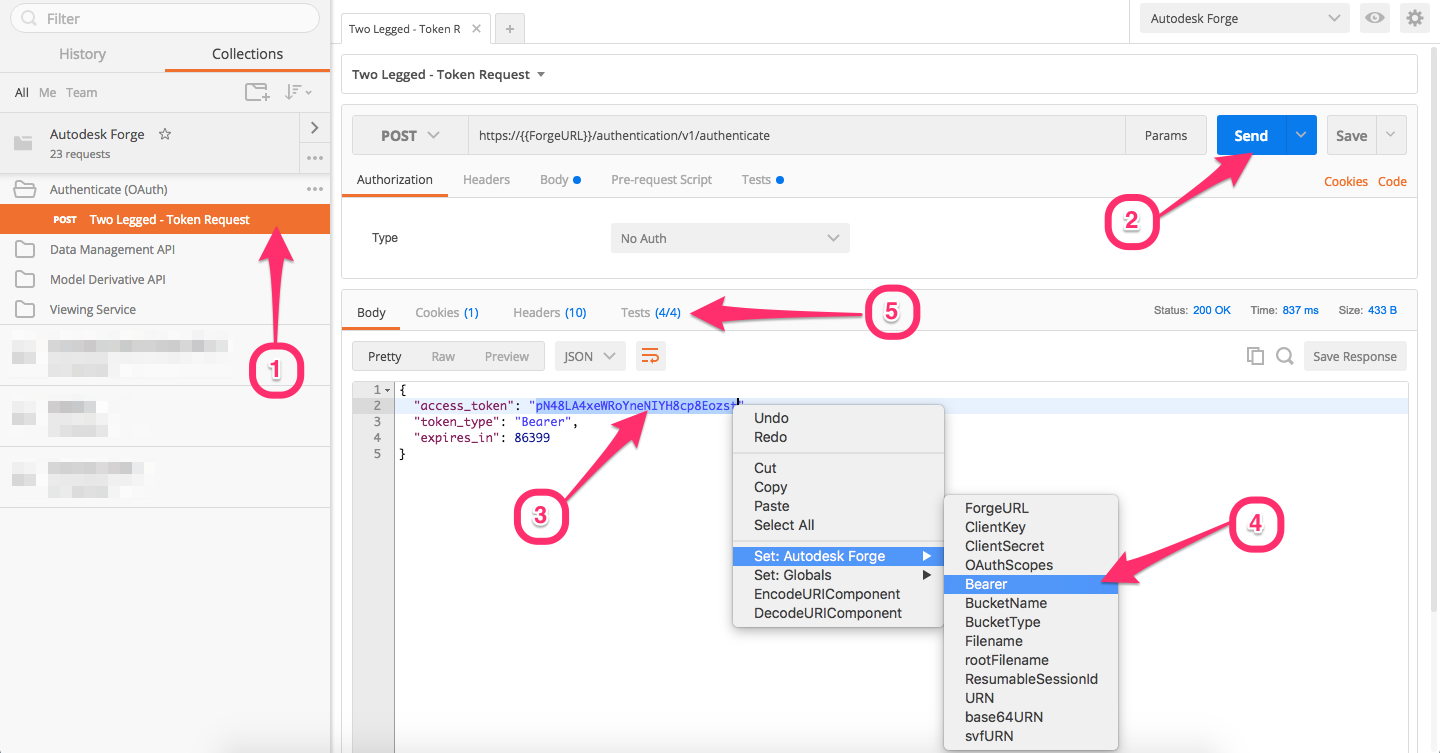 Filter
Two Legged - Token R
Autodesk Forge
History
Collections
Two Legged - Token Request
All Me Team
Autodesk Forge
23 requests
POST
https://{{ForgeURL}}/authentication/v1/authenticate
Params
Send
Save
Authenticate (OAuth)
POST Two Legged - Token Request
Data Management API
Model Derivative API
Viewing Service
1
Authorization
Headers
Body
Pre-request Script
Tests
Cookies Code
2
Type
No Auth
Body
Cookies (1)
Headers (10)
Tests (4/4)
5
Status: 200 OK
Time: 837 ms
Size: 433 B
Pretty
Raw
Preview
JSON
Save Response
1 {
2 "access_token": "pN48LA4xeWRoYneNIYH8cp8Eozst"
3 "token_type": "Bearer",
4 "expires_in": 86399
5 }
3
Undo
Redo
Cut
Copy
Paste
Select All
Set: Autodesk Forge
Set: Globals
EncodeURIComponent
DecodeURIComponent
ForgeURL
ClientKey
ClientSecret
OAuthScopes
Bearer
BucketName
BucketType
Filename
rootFilename
ResumableSessionId
URN
base64URN
svfURN
4